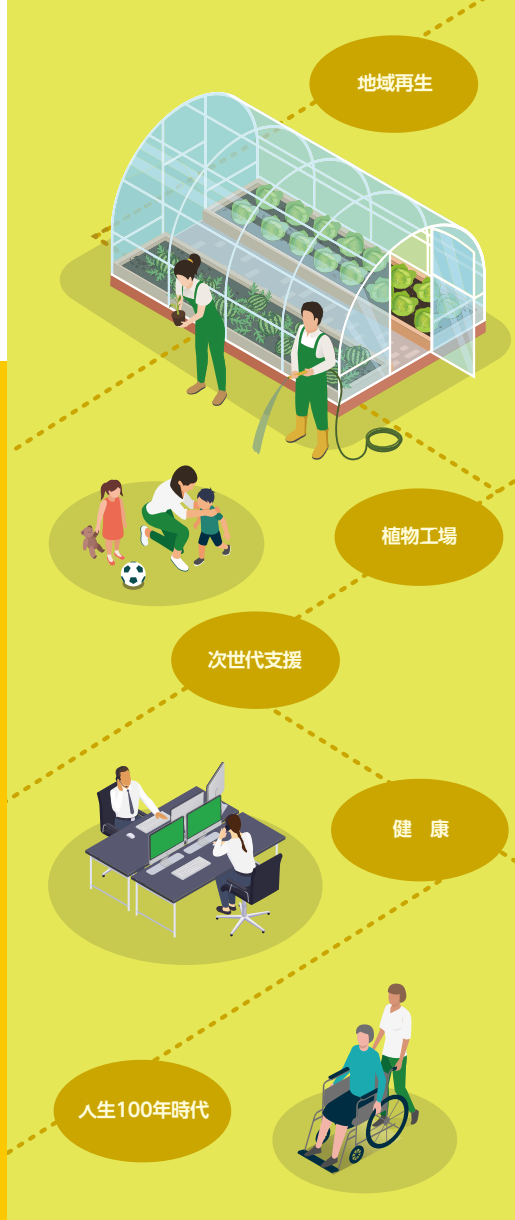 地域再生
植物工場
次世代支援
健　康
人生100年時代